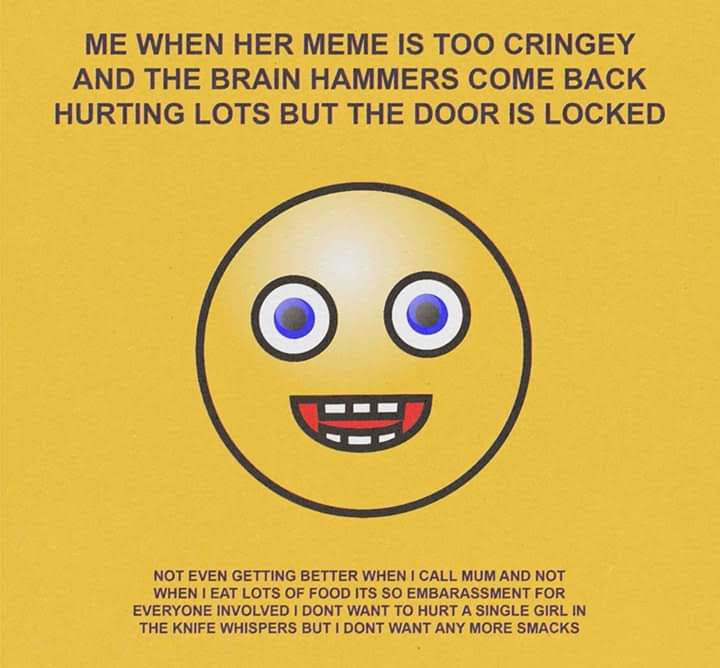 ME WHEN HER MEME IS TOO CRINGEY
AND THE BRAIN HAMMERS COME BACK
HURTING LOTS BUT THE DOOR IS LOCKED
NOT EVEN GETTING BETTER WHEN I CALL MUM AND NOT
WHEN I EAT LOTS OF FOOD ITS SO EMBARASSMENT FOR
EVERYONE INVOLVED I DONT WANT TO HURT A SINGLE GIRL IN
THE KNIFE WHISPERS BUT I DONT WANT ANY MORE SMACKS